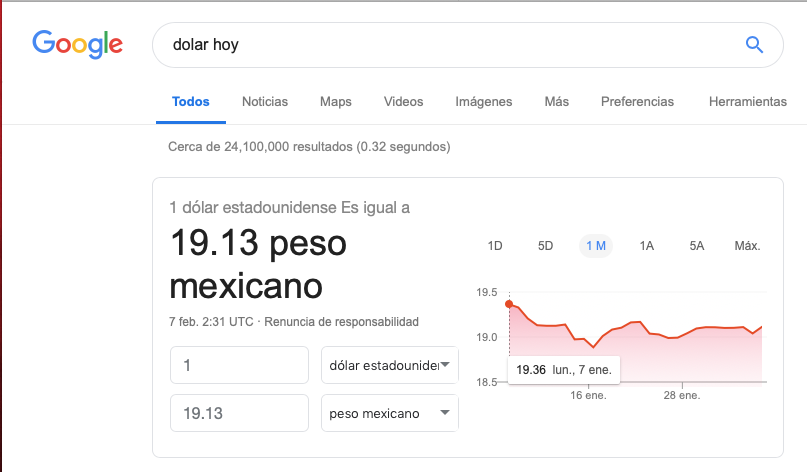 Google
dolar hoy
Todos Noticias Maps Videos Imágenes Más Preferencias Herramientas
Cerca de 24,100,000 resultados (0.32 segundos)
1 dólar estadounidense Es igual a
19.13 peso
mexicano
7 feb. 2:31 UTC · Renuncia de responsabilidad
1 dólar estadouniden
19.13 peso mexicano
1D 5D 1 M 1A 5A Máx.
19.5
19.0
18.5
19.36 lun., 7 ene.
16 ene. 28 ene.